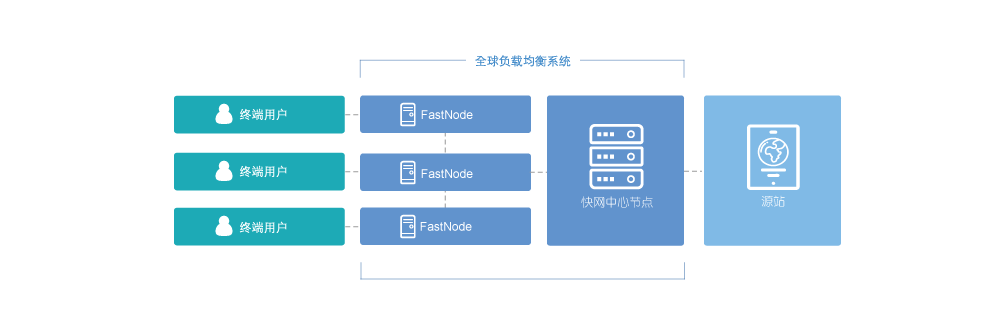 全球负载均衡系统
终端用户
FastNode
终端用户
FastNode
终端用户
FastNode
快网中心节点
源站